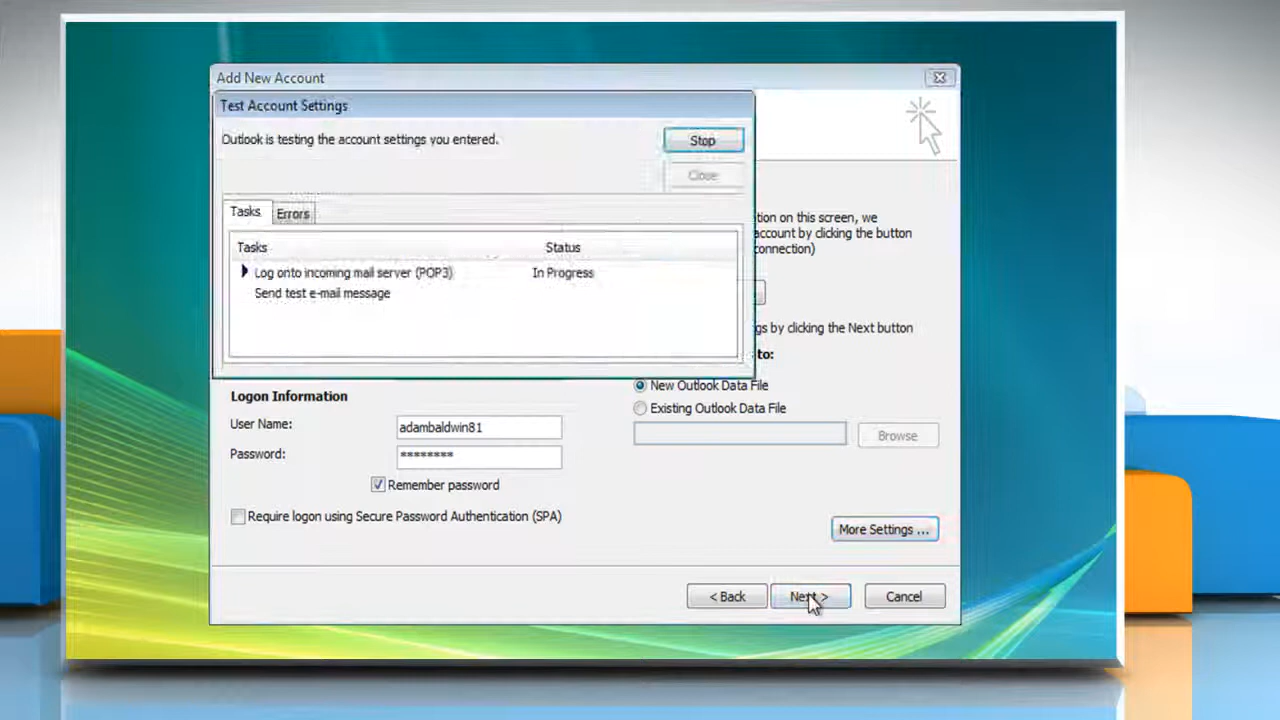 Add New Account
Test Account Settings
Outlook is testing the account settings you entered.
Stop
Close
Tasks Errors
Tasks Status
Log onto incoming mail server (POP3) In Progress
Send test e-mail message
tion on this screen, we
account by clicking the button
connection)
gs by clicking the Next button
to:
New Outlook Data File
Existing Outlook Data File
Browse
Logon Information
User Name: adambaldwin81
Password: ********
Remember password
Require logon using Secure Password Authentication (SPA)
More Settings ...
< Back Next > Cancel